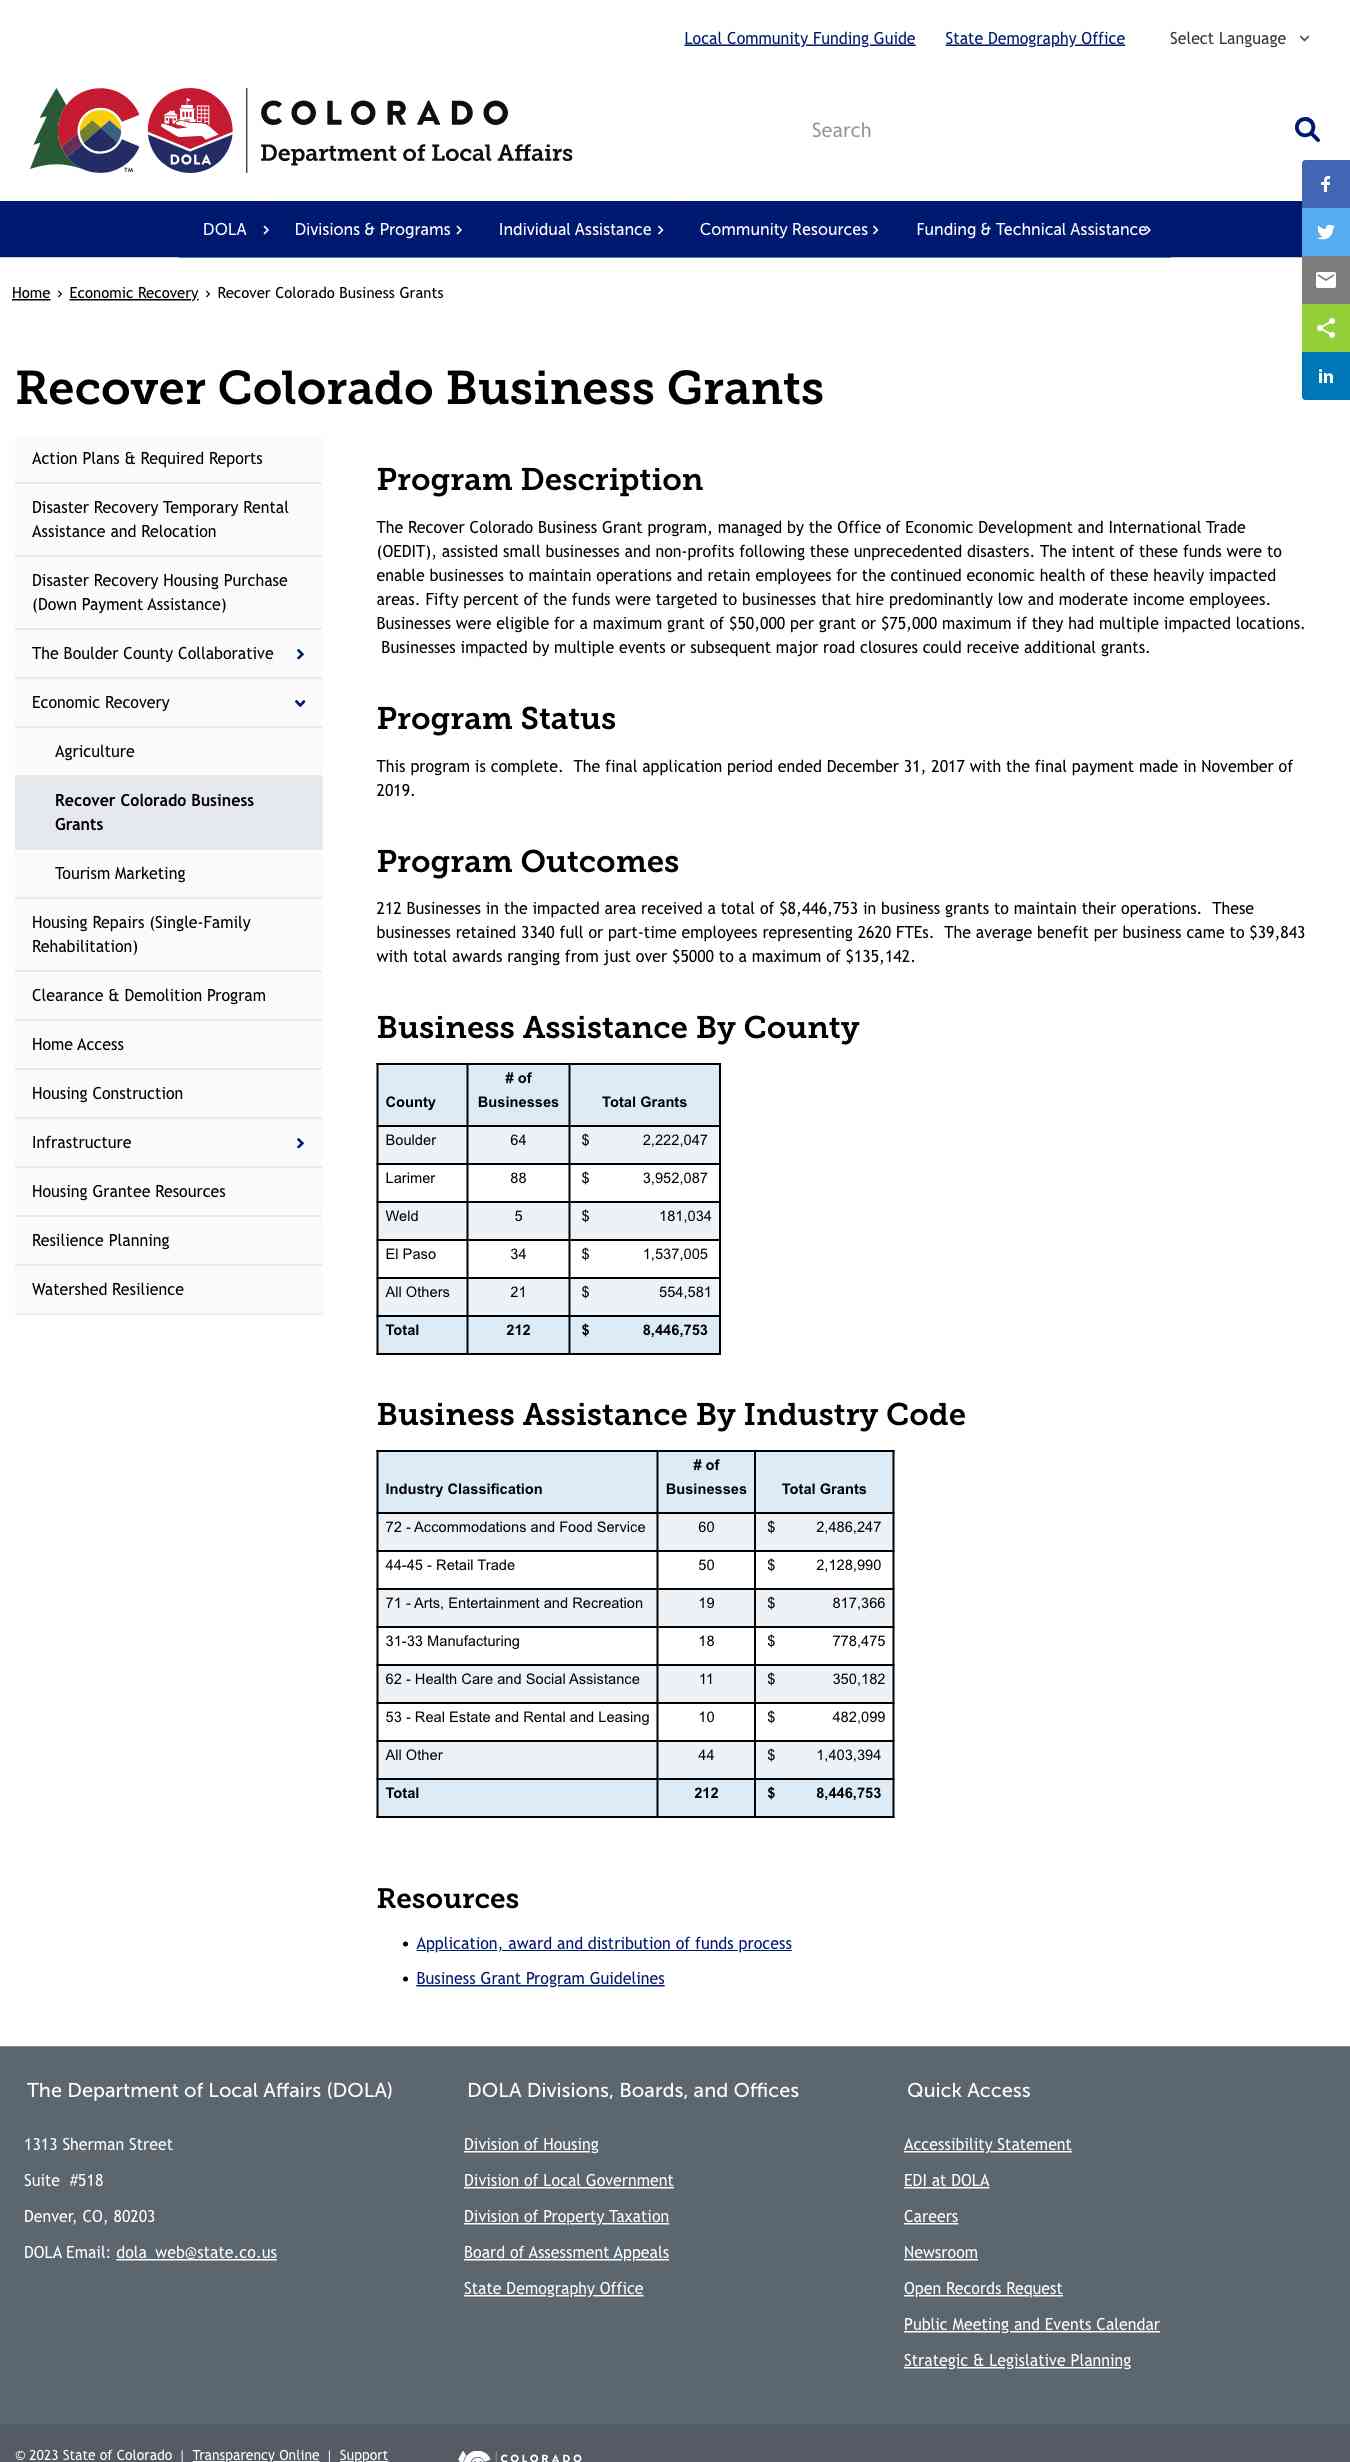 Local Community Funding Guide State Demography Office Select Language
COLORADO
Department of Local Affairs
DOLA
TM
Search
DOLA Divisions & Programs Individual Assistance Community Resources Funding & Technical Assistance
Home › Economic Recovery › Recover Colorado Business Grants
Recover Colorado Business Grants
Action Plans & Required Reports
Disaster Recovery Temporary Rental
Assistance and Relocation
Disaster Recovery Housing Purchase
(Down Payment Assistance)
The Boulder County Collaborative
Economic Recovery
Agriculture
Recover Colorado Business
Grants
Tourism Marketing
Housing Repairs (Single-Family
Rehabilitation)
Clearance & Demolition Program
Home Access
Housing Construction
Infrastructure
Housing Grantee Resources
Resilience Planning
Watershed Resilience
Program Description
The Recover Colorado Business Grant program, managed by the Office of Economic Development and International Trade
(OEDIT), assisted small businesses and non-profits following these unprecedented disasters. The intent of these funds were to
enable businesses to maintain operations and retain employees for the continued economic health of these heavily impacted
areas. Fifty percent of the funds were targeted to businesses that hire predominantly low and moderate income employees.
Businesses were eligible for a maximum grant of $50,000 per grant or $75,000 maximum if they had multiple impacted locations.
Businesses impacted by multiple events or subsequent major road closures could receive additional grants.
Program Status
This program is complete. The final application period ended December 31, 2017 with the final payment made in November of
2019.
Program Outcomes
212 Businesses in the impacted area received a total of $8,446,753 in business grants to maintain their operations. These
businesses retained 3340 full or part-time employees representing 2620 FTEs. The average benefit per business came to $39,843
with total awards ranging from just over $5000 to a maximum of $135,142.
Business Assistance By County
# of
County Businesses Total Grants
Boulder 64 $ 2,222,047
Larimer 88 $ 3,952,087
Weld 5 $ 181,034
El Paso 34 $ 1,537,005
All Others 21 $ 554,581
Total 212 $ 8,446,753
Business Assistance By Industry Code
# of
Industry Classification Businesses Total Grants
72 - Accommodations and Food Service 60 $ 2,486,247
44-45 - Retail Trade 50 $ 2,128,990
71 - Arts, Entertainment and Recreation 19 $ 817,366
31-33 Manufacturing 18 $ 778,475
62 - Health Care and Social Assistance 11 $ 350,182
53 - Real Estate and Rental and Leasing 10 $ 482,099
All Other 44 $ 1,403,394
Total 212 $ 8,446,753
Resources
• Application, award and distribution of funds process
• Business Grant Program Guidelines
The Department of Local Affairs (DOLA)
1313 Sherman Street
Suite #518
Denver, CO, 80203
DOLA Email: dola_web@state.co.us
DOLA Divisions, Boards, and Offices
Division of Housing
Division of Local Government
Division of Property Taxation
Board of Assessment Appeals
State Demography Office
Quick Access
Accessibility Statement
EDI at DOLA
Careers
Newsroom
Open Records Request
Public Meeting and Events Calendar
Strategic & Legislative Planning
© 2023 State of Colorado | Transparency Online | Support
COLORADO